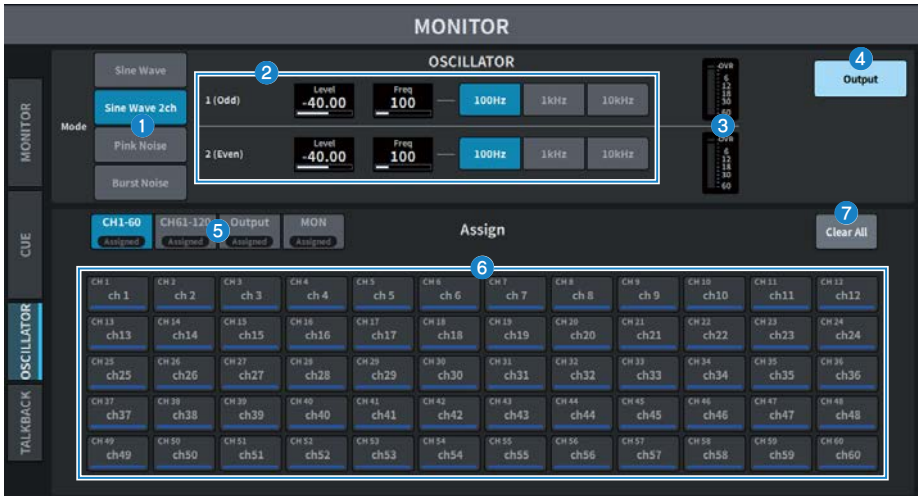 MONITOR
OSCILLATOR
Mode
Sine Wave
Sine Wave 2ch
Pink Noise
Burst Noise
1
2
1 (Odd) Level -40.00 Freq 100 100Hz 1kHz 10kHz
2 (Even) Level -40.00 Freq 100 100Hz 1kHz 10kHz
OVR
6
12
18
30
60
3
OVR
6
12
18
30
60
4
Output
MONITOR
CUE
OSCILLATOR
TALKBACK
CH1-60 CH61-120 Output MON
Assigned Assigned Assigned Assigned
5
Assign
7
Clear All
6
CH 1 CH 2 CH 3 CH 4 CH 5 CH 6 CH 7 CH 8 CH 9 CH 10 CH 11 CH 12
ch 1 ch 2 ch 3 ch 4 ch 5 ch 6 ch 7 ch 8 ch 9 ch10 ch11 ch12
CH 13 CH 14 CH 15 CH 16 CH 17 CH 18 CH 19 CH 20 CH 21 CH 22 CH 23 CH 24
ch13 ch14 ch15 ch16 ch17 ch18 ch19 ch20 ch21 ch22 ch23 ch24
CH 25 CH 26 CH 27 CH 28 CH 29 CH 30 CH 31 CH 32 CH 33 CH 34 CH 35 CH 36
ch25 ch26 ch27 ch28 ch29 ch30 ch31 ch32 ch33 ch34 ch35 ch36
CH 37 CH 38 CH 39 CH 40 CH 41 CH 42 CH 43 CH 44 CH 45 CH 46 CH 47 CH 48
ch37 ch38 ch39 ch40 ch41 ch42 ch43 ch44 ch45 ch46 ch47 ch48
CH 49 CH 50 CH 51 CH 52 CH 53 CH 54 CH 55 CH 56 CH 57 CH 58 CH 59 CH 60
ch49 ch50 ch51 ch52 ch53 ch54 ch55 ch56 ch57 ch58 ch59 ch60